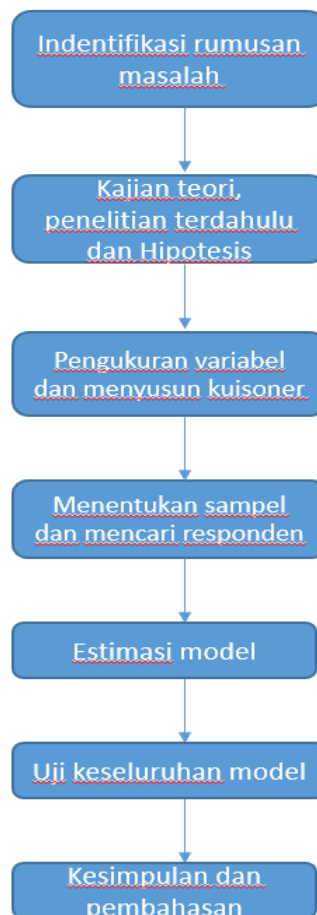 Indentifikasi rumusan
masalah
Kajian teori,
penelitian terdahulu
dan Hipotesis
Pengukuran variabel
dan menyusun kuisoner
Menentukan sampel
dan mencari responden
Estimasi model
Uji keseluruhan model
Kesimpulan dan
pembahasan